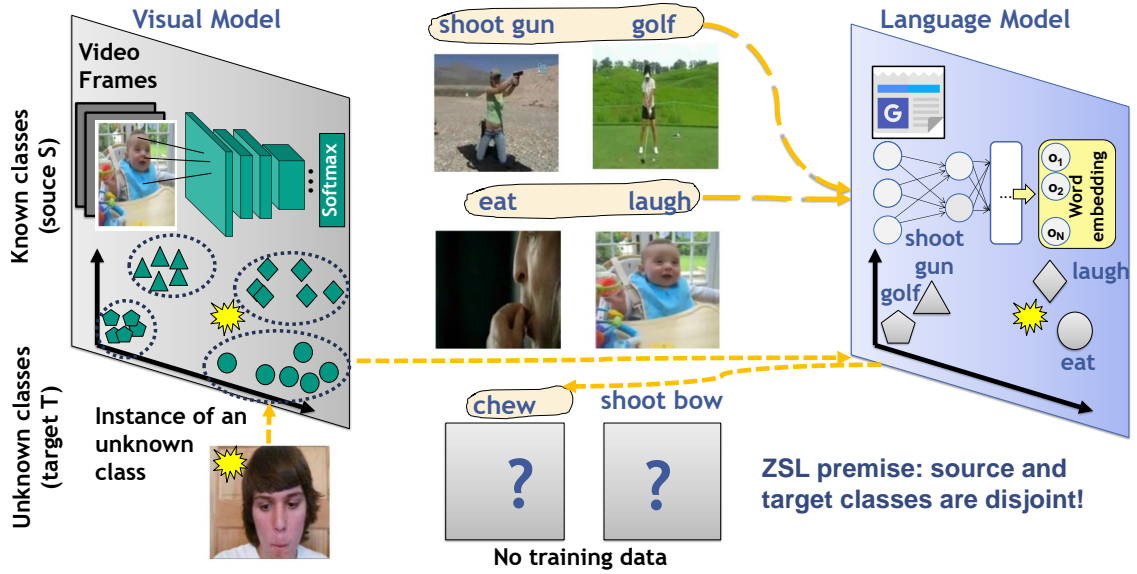 Visual Model
Video
Frames
Softmax
Known classes
(souce S)
Unknown classes
(target T)
Instance of an
unknown
class
shoot gun golf
eat laugh
chew shoot bow
? ?
No training data
Language Model
G
...
o1
o2
oN
Word
embedding
shoot
gun
golf
laugh
eat
ZSL premise: source and
target classes are disjoint!